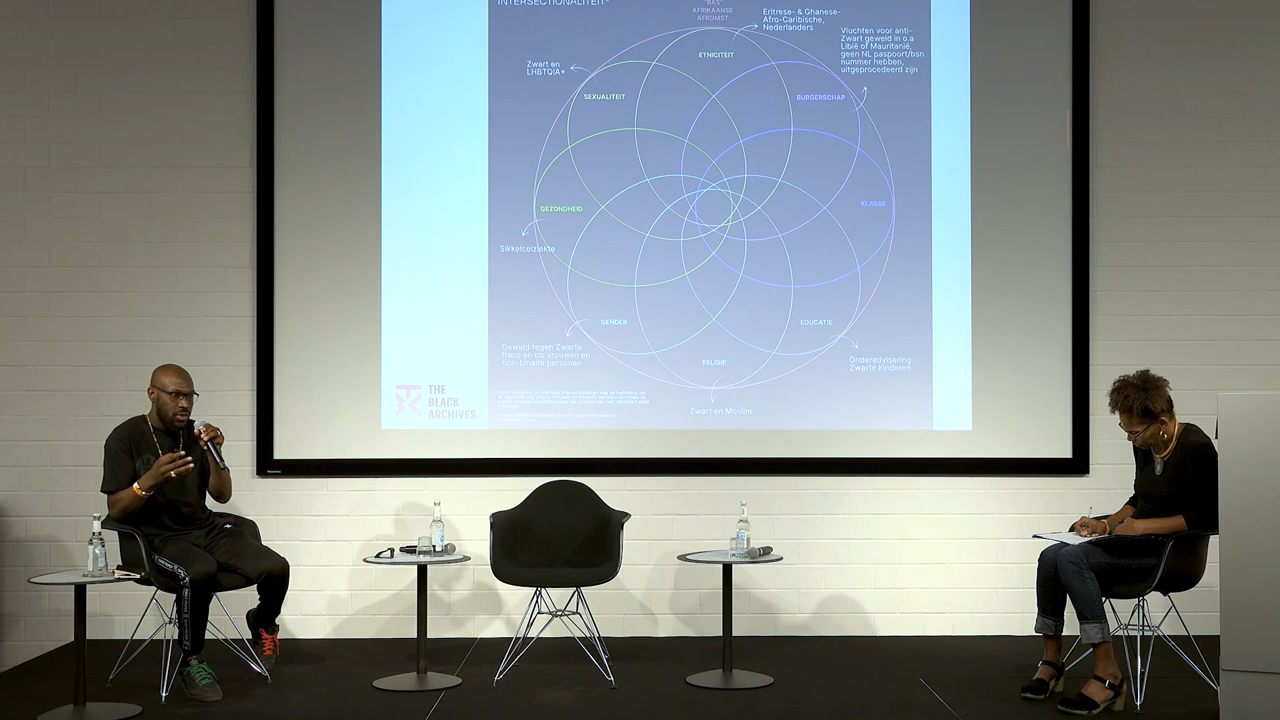 INTERSECTIONALITEIT*
"RAS"
AFRIKAANSE
AFKOMST
Eritrese- & Ghanese-
Afro-Caribische,
Nederlanders
ETNICITEIT
Vluchten voor anti-
Zwart geweld in o.a
Libië of Mauritanië,
geen NL paspoort/bsn
nummer hebben,
uitgeprocedeerd zijn
Zwart en
LHBTQIA+
SEXUALITEIT
BURGERSCHAP
GEZONDHEID
KLASSE
Sikkelcelziekte
GENDER
EDUCATIE
Geweld tegen Zwarte
trans en cis vrouwen en
non-binaire personen
RELIGIE
Onderadvisering
Zwarte kinderen
Zwart en Moslim
THE
BLACK
ARCHIVES